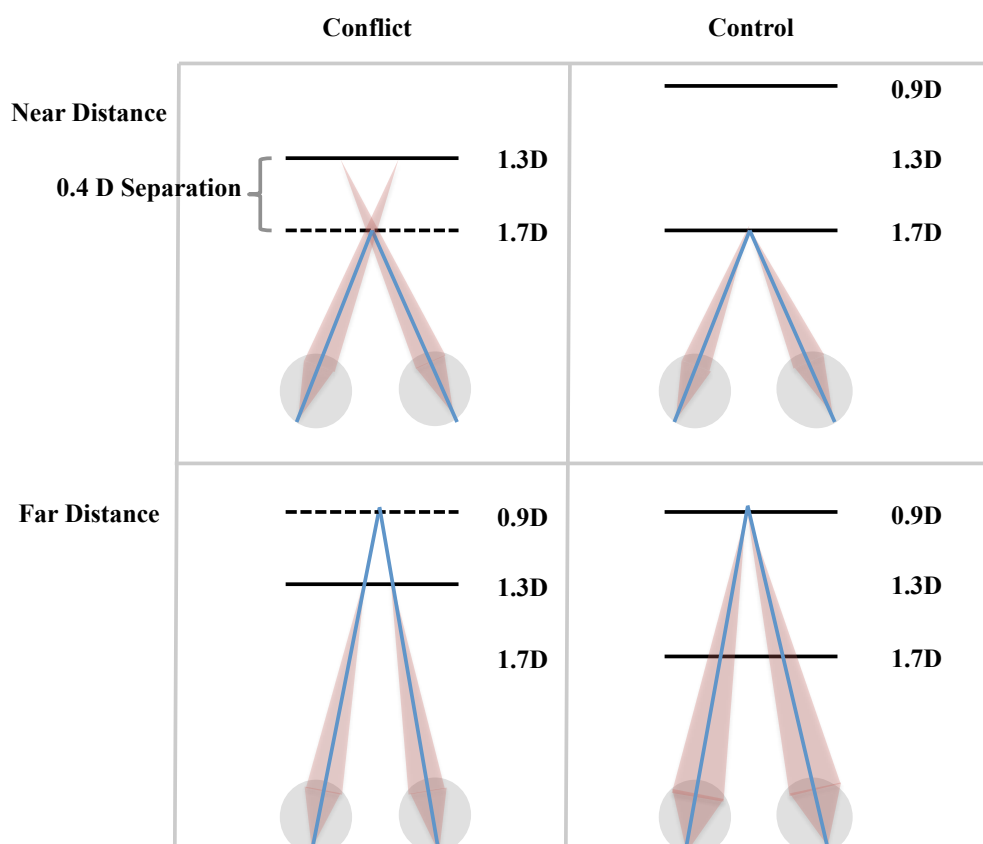 Conflict
Control
Near Distance
0.4 D Separation
1.3D
1.7D
0.9D
1.3D
1.7D
Far Distance
0.9D
1.3D
1.7D
0.9D
1.3D
1.7D